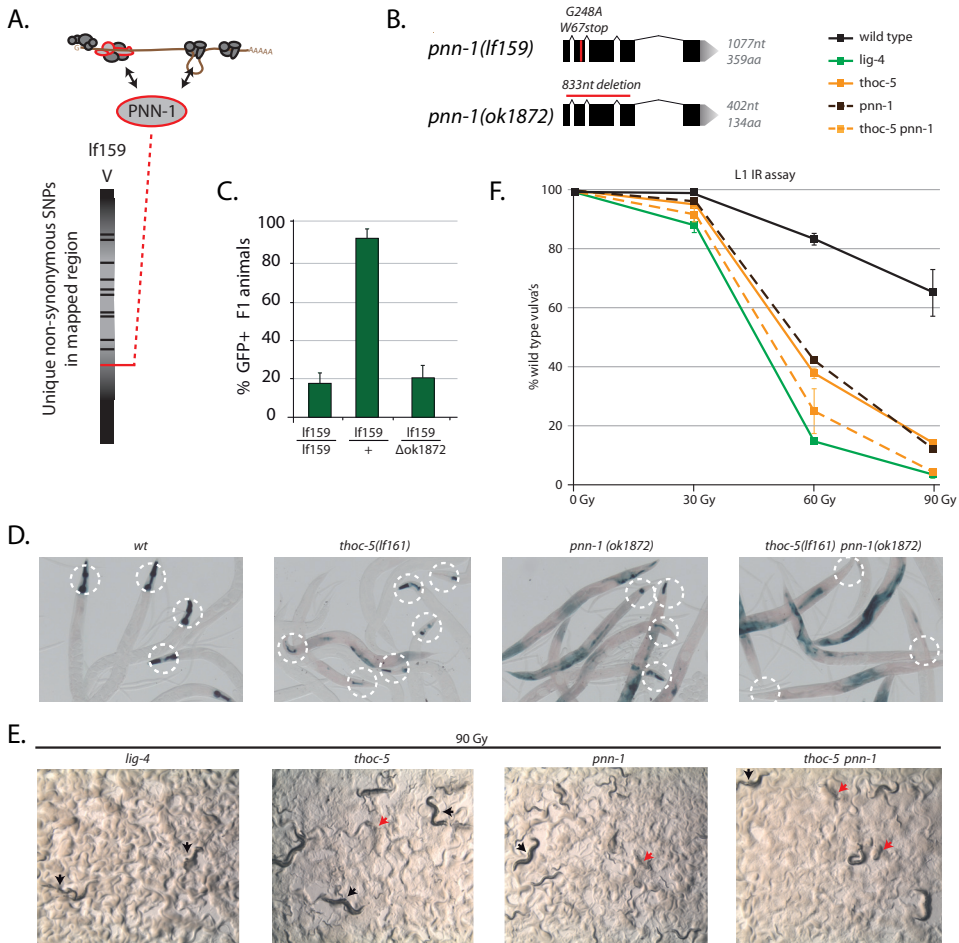 A.
G
AAAAA
PNN-1
lf159
V
Unique non-synonymous SNPs
in mapped region
B.
G248A
W67stop
pnn-1(lf159)
1077nt
359aa
833nt deletion
pnn-1(ok1872)
402nt
134aa
wild type
lig-4
thoc-5
pnn-1
thoc-5 pnn-1
C.
% GFP+ F1 animals
100
80
60
40
20
0
lf159 lf159 lf159
lf159 + Δok1872
F.
L1 IR assay
% wild type vulva's
100
80
60
40
20
0
0 Gy 30 Gy 60 Gy 90 Gy
D.
wt thoc-5(lf161) pnn-1 (ok1872) thoc-5(lf161) pnn-1(ok1872)
E.
90 Gy
lig-4 thoc-5 pnn-1 thoc-5 pnn-1